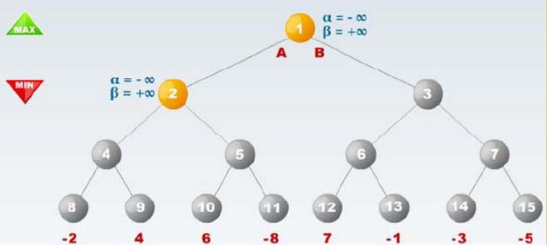 MAX
1
α = - ∞
β = +∞
A B
MIN
α = - ∞
β = +∞
2
3
4 5 6 7
8 9 10 11 12 13 14 15
-2 4 6 -8 7 -1 -3 -5